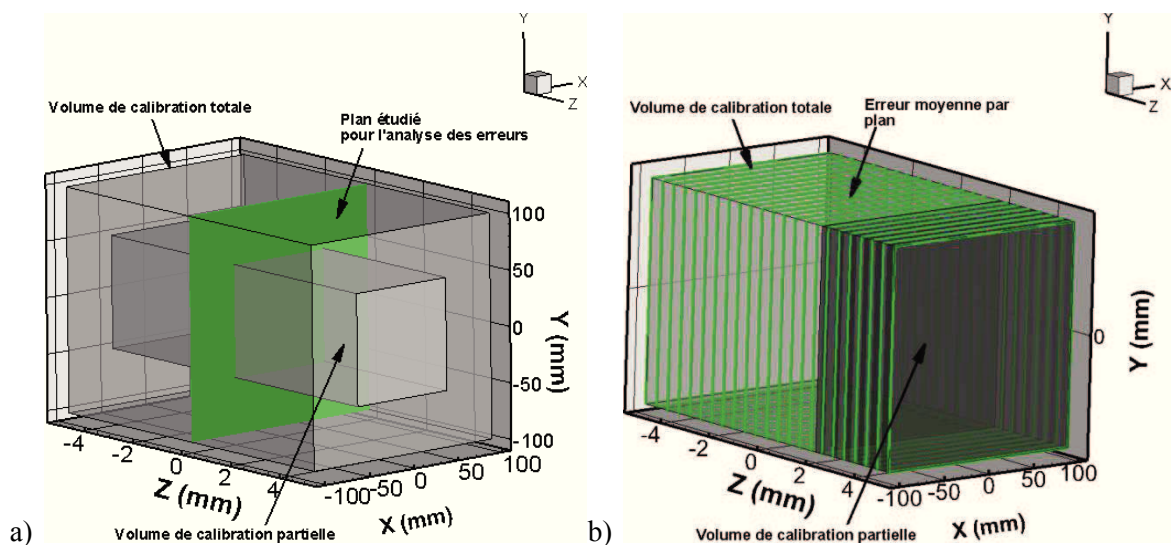 Y
X
Z
Volume de calibration totale
Plan étudié
pour l'analyse des erreurs
100
50
0
-50
-100
Y (mm)
-4
-2
0
2
4
Z (mm)
-100
-50
0
50
100
X (mm)
Volume de calibration partielle
a)
Y
X
Z
Volume de calibration totale
Erreur moyenne par
plan
0
Y (mm)
-4
-2
0
2
4
Z (mm)
-100
-50
0
50
100
X (mm)
Volume de calibration partielle
b)